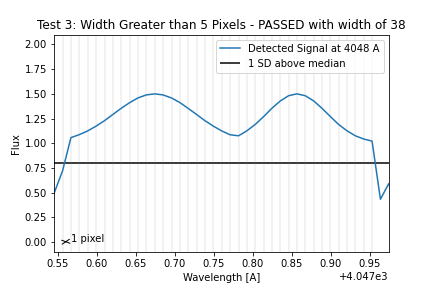 Test 3: Width Greater than 5 Pixels - PASSED with width of 38
2.00
1.75
1.50
1.25
1.00
0.75
0.50
0.25
0.00
Flux
Detected Signal at 4048 A
1 SD above median
1 pixel
0.55 0.60 0.65 0.70 0.75 0.80 0.85 0.90 0.95
Wavelength [A]
+4.047e3